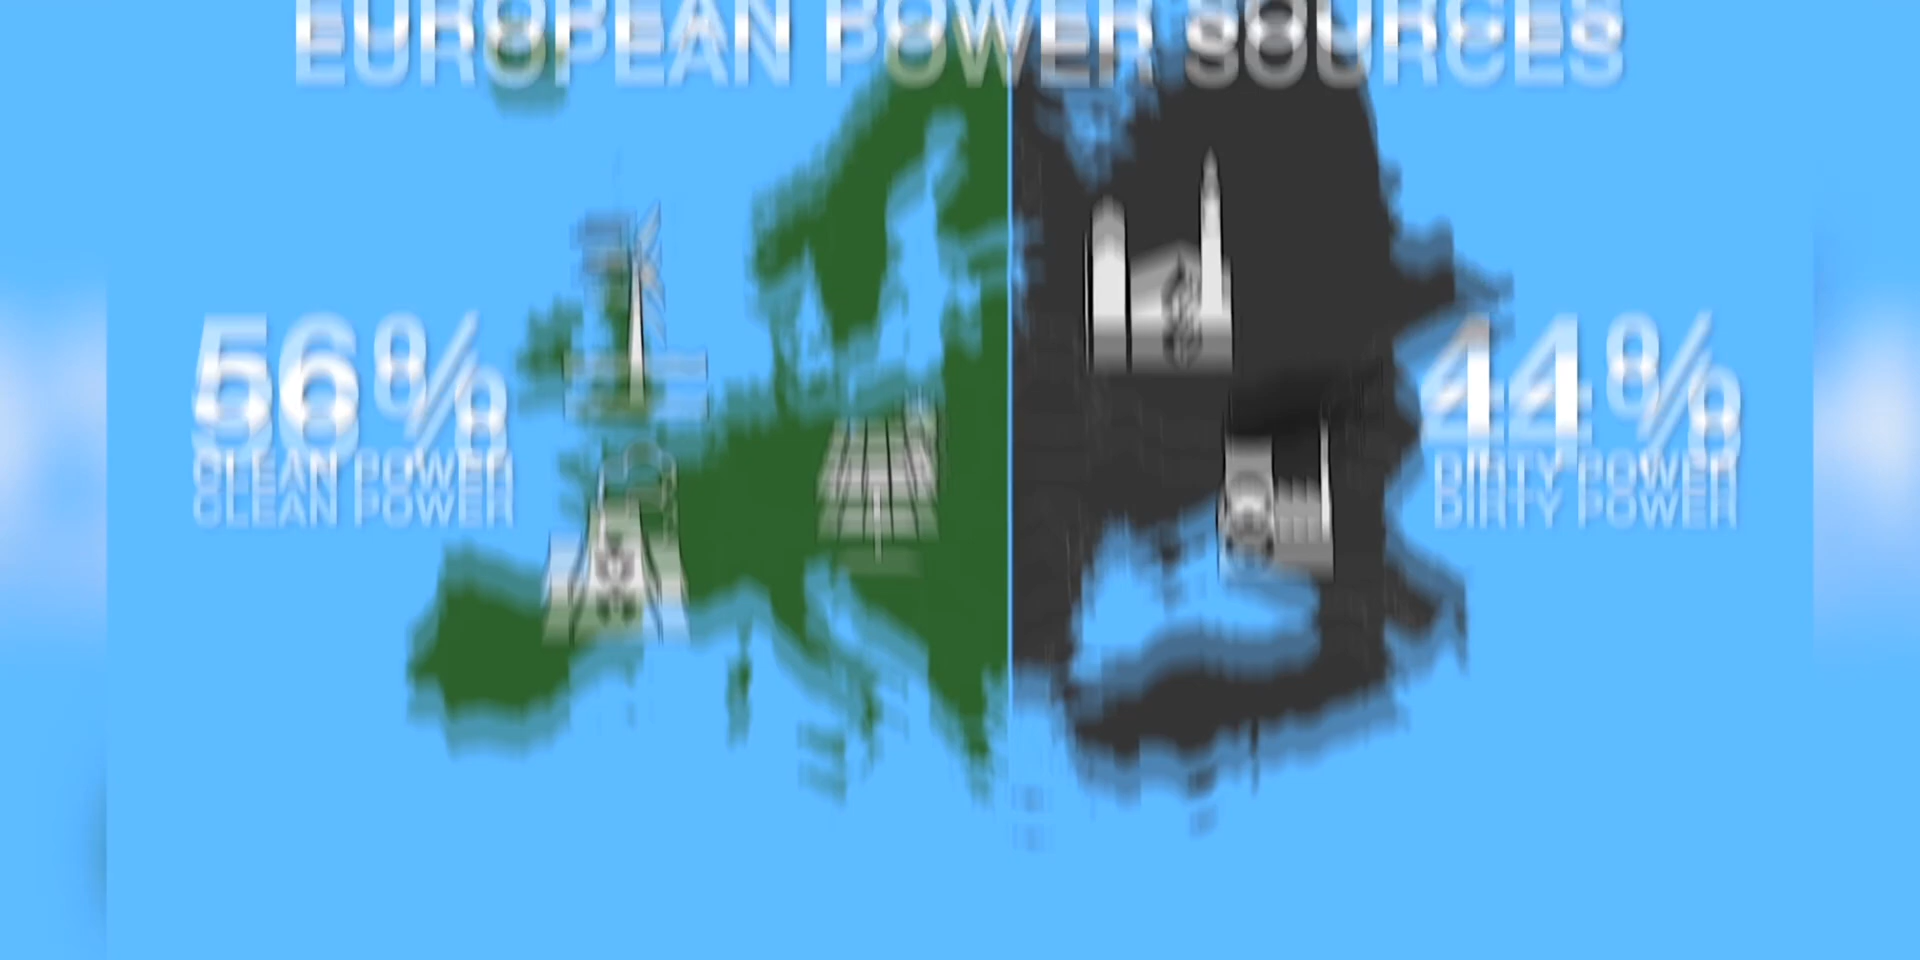 EUROPEAN POWER SOURCES
56%
CLEAN POWER
44%
DIRTY POWER